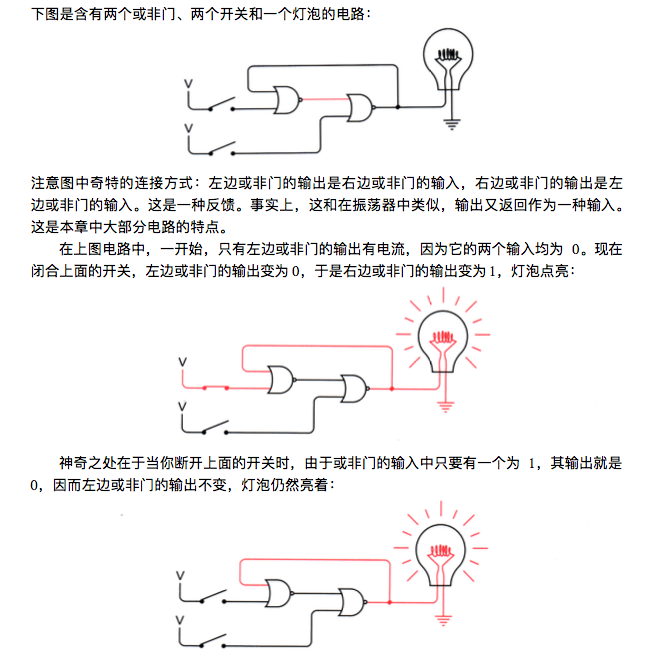 下图是含有两个或非门、两个开关和一个灯泡的电路：
V
V
注意图中奇特的连接方式：左边或非门的输出是右边或非门的输入，右边或非门的输出是左
边或非门的输入。这是一种反馈。事实上，这和在振荡器中类似，输出又返回作为一种输入。
这是本章中大部分电路的特点。
在上图电路中，一开始，只有左边或非门的输出有电流，因为它的两个输入均为 0。现在
闭合上面的开关，左边或非门的输出变为 0，于是右边或非门的输出变为 1，灯泡点亮：
V
V
神奇之处在于当你断开上面的开关时，由于或非门的输入中只要有一个为 1，其输出就是
0，因而左边或非门的输出不变，灯泡仍然亮着：
V
V